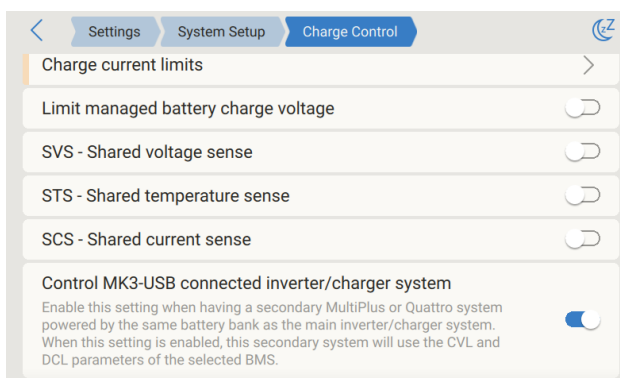 Settings
System Setup
Charge Control
zZ
Charge current limits
Limit managed battery charge voltage
SVS - Shared voltage sense
STS - Shared temperature sense
SCS - Shared current sense
Control MK3-USB connected inverter/charger system
Enable this setting when having a secondary MultiPlus or Quattro system
powered by the same battery bank as the main inverter/charger system.
When this setting is enabled, this secondary system will use the CVL and
DCL parameters of the selected BMS.